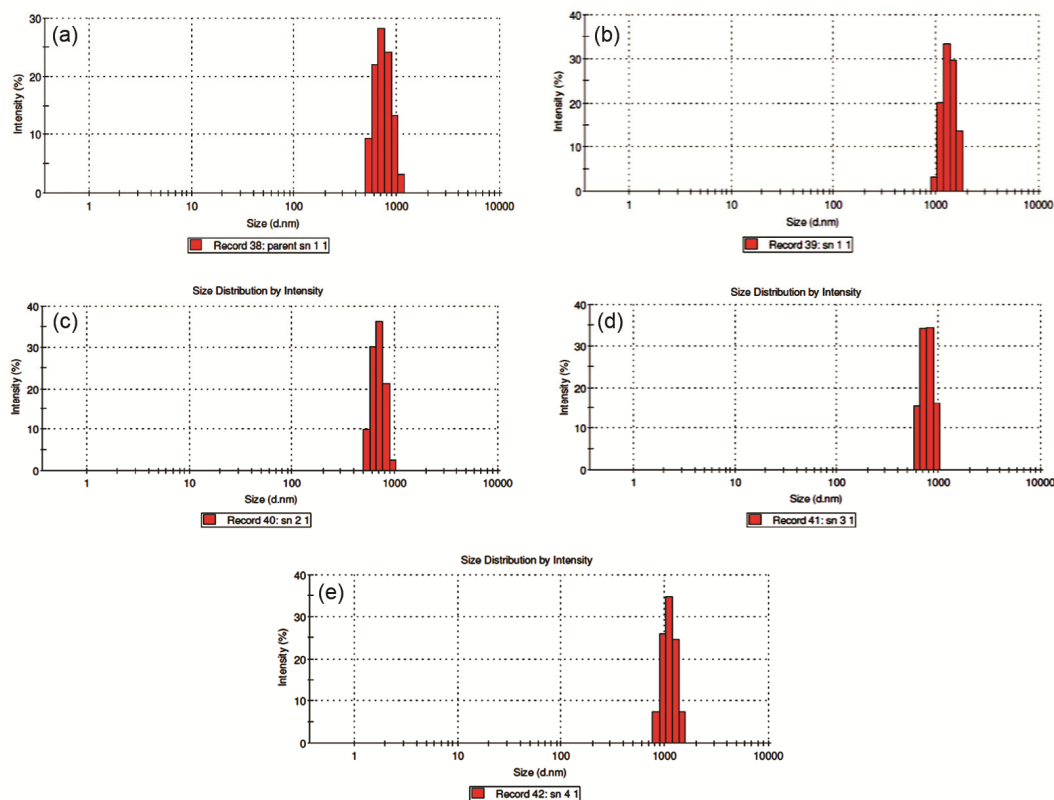 (a)
30
20
10
0
Intensity (%)
1 10 100 1000 10000
Size (d.nm)
Record 38: parent sn 1 1
(b)
40
30
20
10
0
Intensity (%)
1 10 100 1000 10000
Size (d.nm)
Record 39: sn 1 1
Size Distribution by Intensity
(c)
40
30
20
10
0
Intensity (%)
1 10 100 1000 10000
Size (d.nm)
Record 40: sn 2 1
Size Distribution by Intensity
(d)
40
30
20
10
0
Intensity (%)
1 10 100 1000 10000
Size (d.nm)
Record 41: sn 3 1
Size Distribution by Intensity
(e)
40
30
20
10
0
Intensity (%)
1 10 100 1000 10000
Size (d.nm)
Record 42: sn 4 1